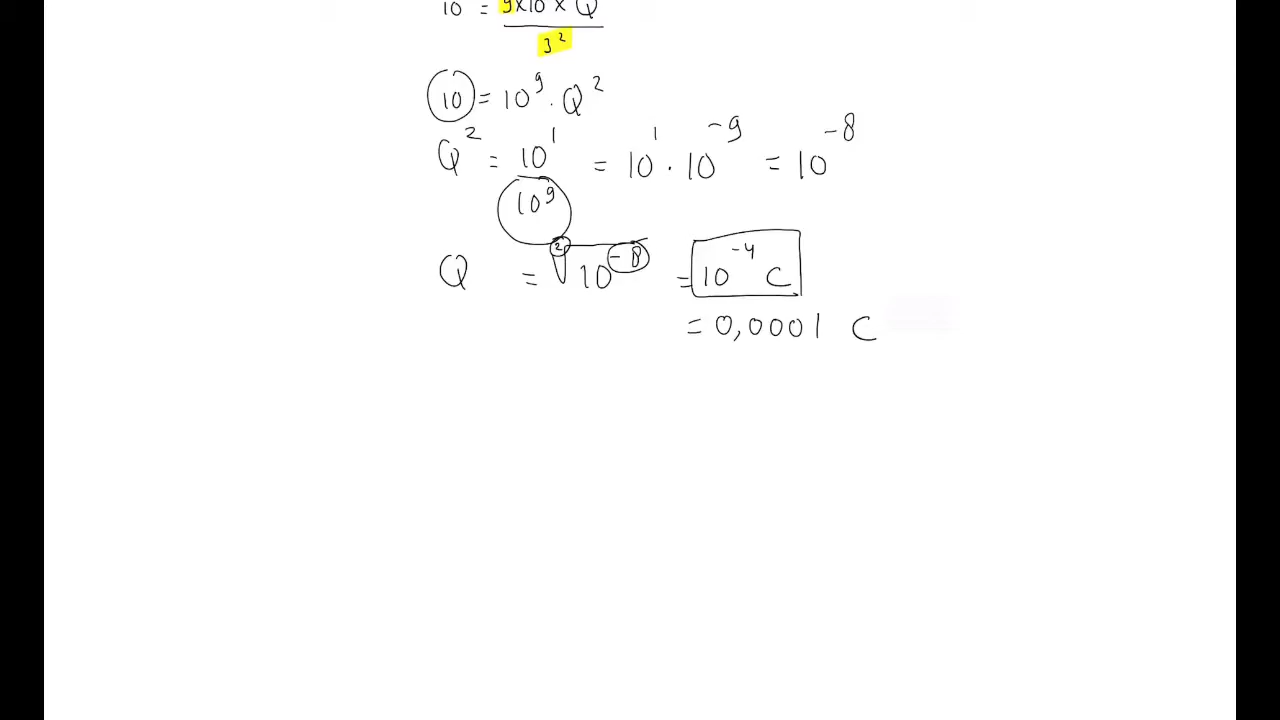 10 = 9x10 x Q
3²
10 = 10⁹ · Q²
Q² = 10¹ = 10¹ · 10⁻⁹ = 10⁻⁸
10⁹
Q = ²√10⁻⁸ = 10⁻⁴ C
= 0,0001 C